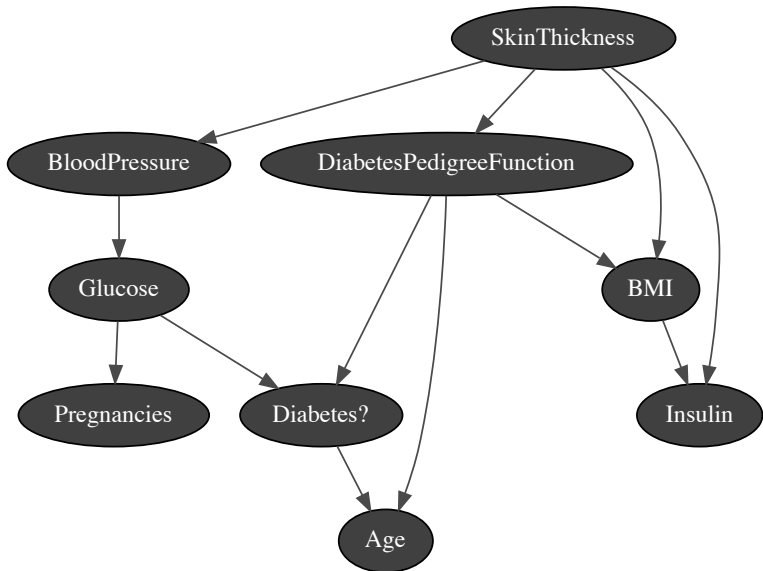 SkinThickness
BloodPressure
DiabetesPedigreeFunction
Glucose
BMI
Pregnancies
Diabetes?
Insulin
Age